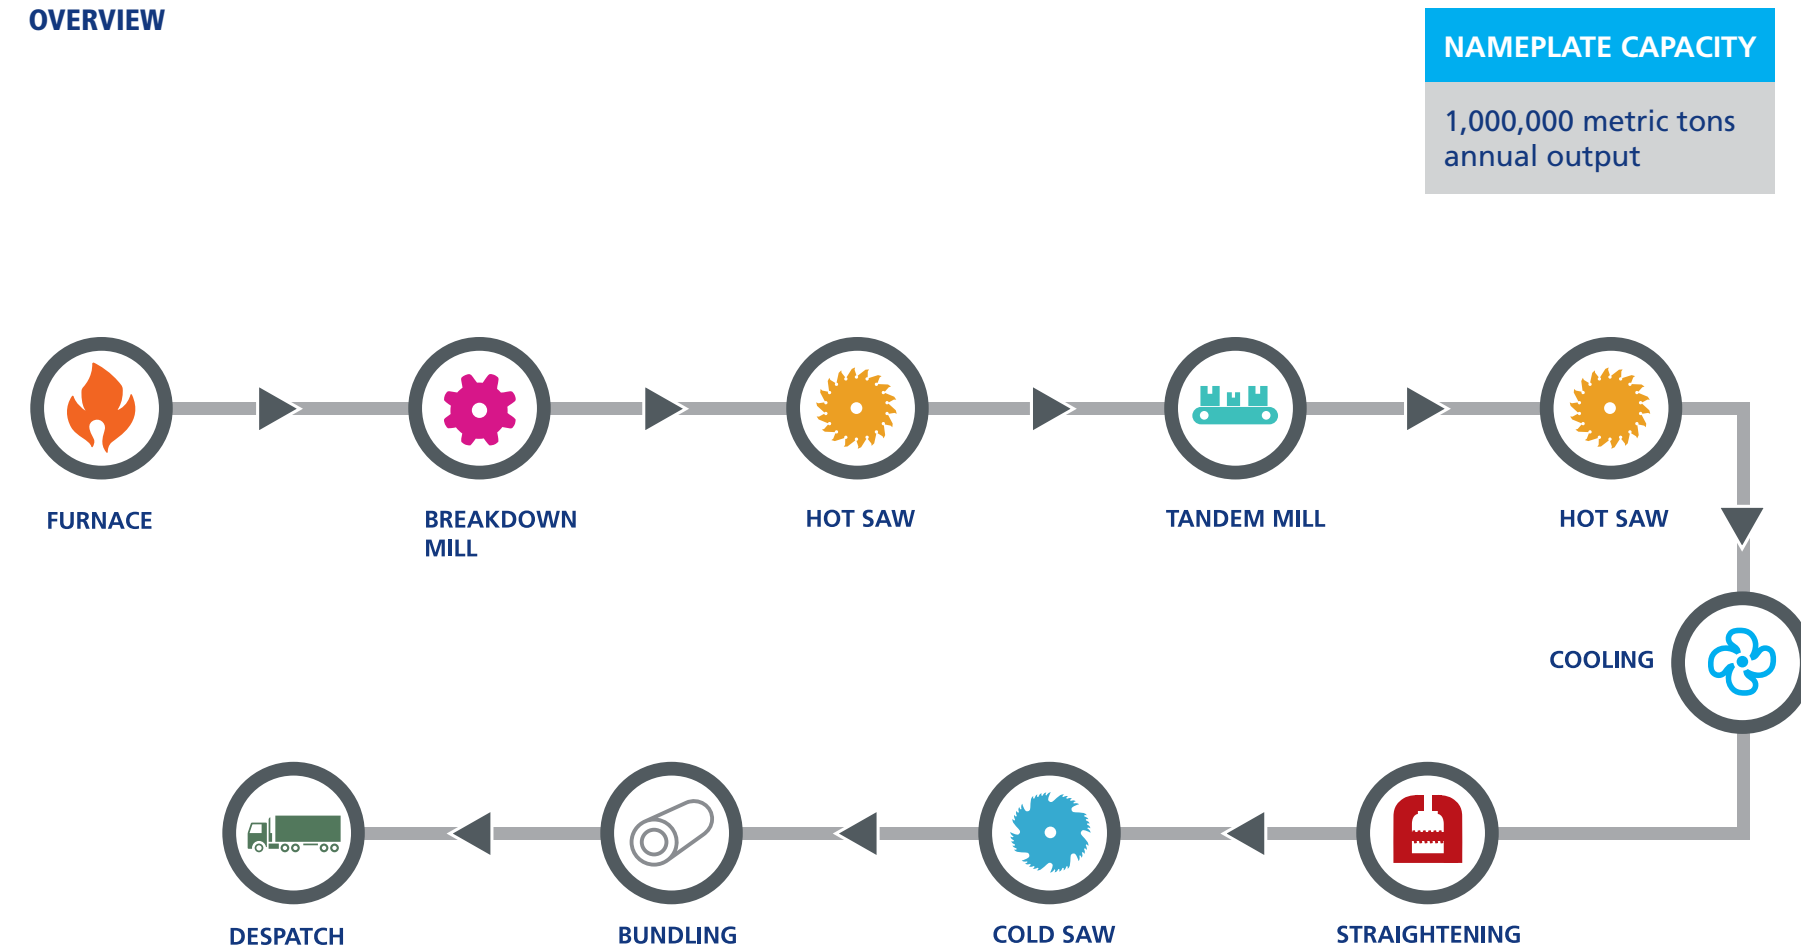 OVERVIEW
NAMEPLATE CAPACITY
1,000,000 metric tons
annual output
FURNACE
BREAKDOWN
MILL
HOT SAW
TANDEM MILL
HOT SAW
COOLING
DESPATCH
BUNDLING
COLD SAW
STRAIGHTENING